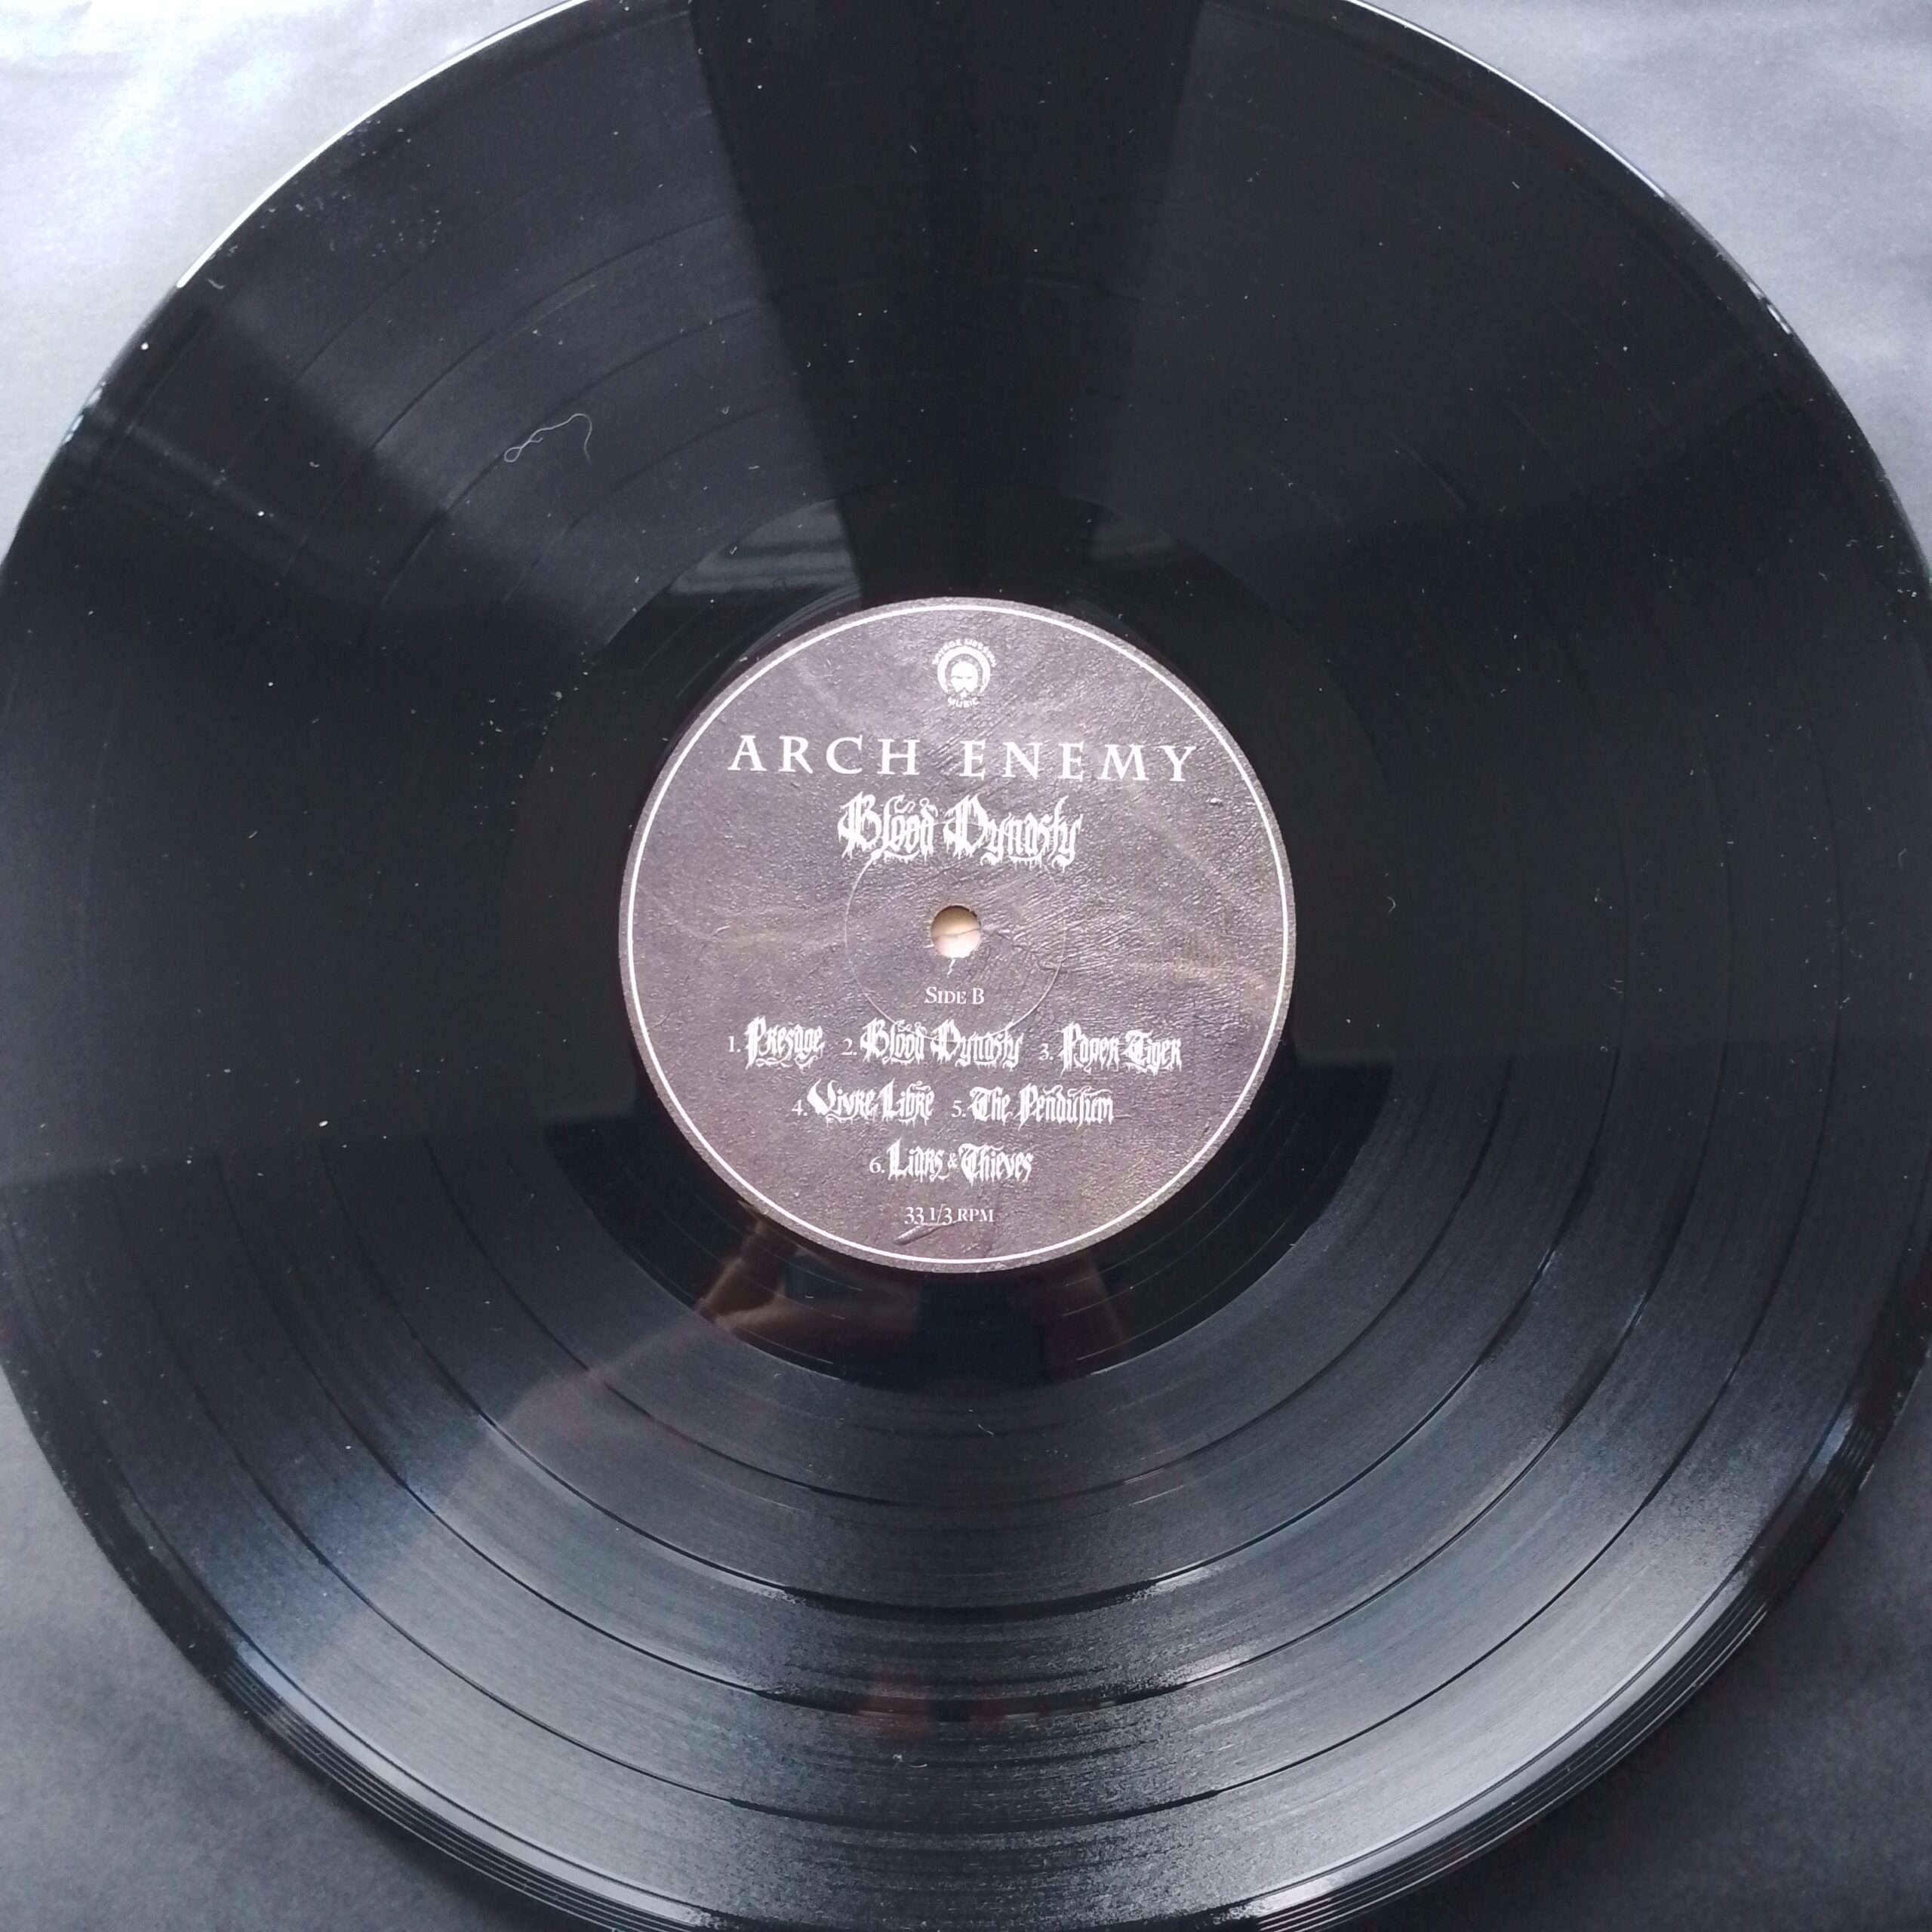 MUSIC
ARCH ENEMY
Blood Dynasty
SIDE B
1. Presage 2. Blood Dynasty 3. Paper Tiger
4. Vivre Libre 5. The Pendulum
6. Liars & Thieves
33 1/3 RPM